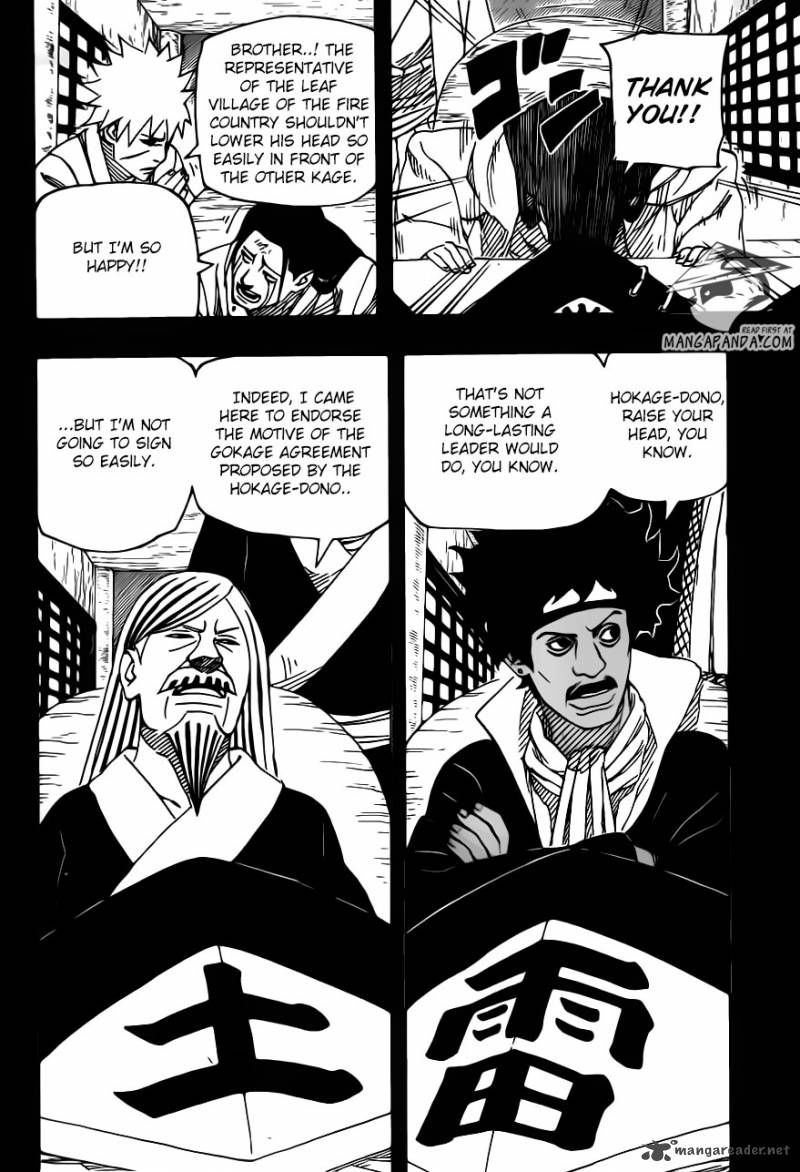 THANK
YOU!!
ゴン
BROTHER..! THE
REPRESENTATIVE
OF THE LEAF
VILLAGE OF THE FIRE
COUNTRY SHOULDN'T
LOWER HIS HEAD SO
EASILY IN FRONT OF
THE OTHER KAGE.
BUT I'M SO
HAPPY!!
READ FIRST AT
MANGAPANDA.COM
HOKAGE-DONO,
RAISE YOUR
HEAD, YOU
KNOW.
THAT'S NOT
SOMETHING A
LONG-LASTING
LEADER WOULD
DO, YOU KNOW.
INDEED, I CAME
HERE TO ENDORSE
THE MOTIVE OF THE
GOKAGE AGREEMENT
PROPOSED BY THE
HOKAGE-DONO..
...BUT I'M NOT
GOING TO SIGN
SO EASILY.
雷
土
mangareader.net